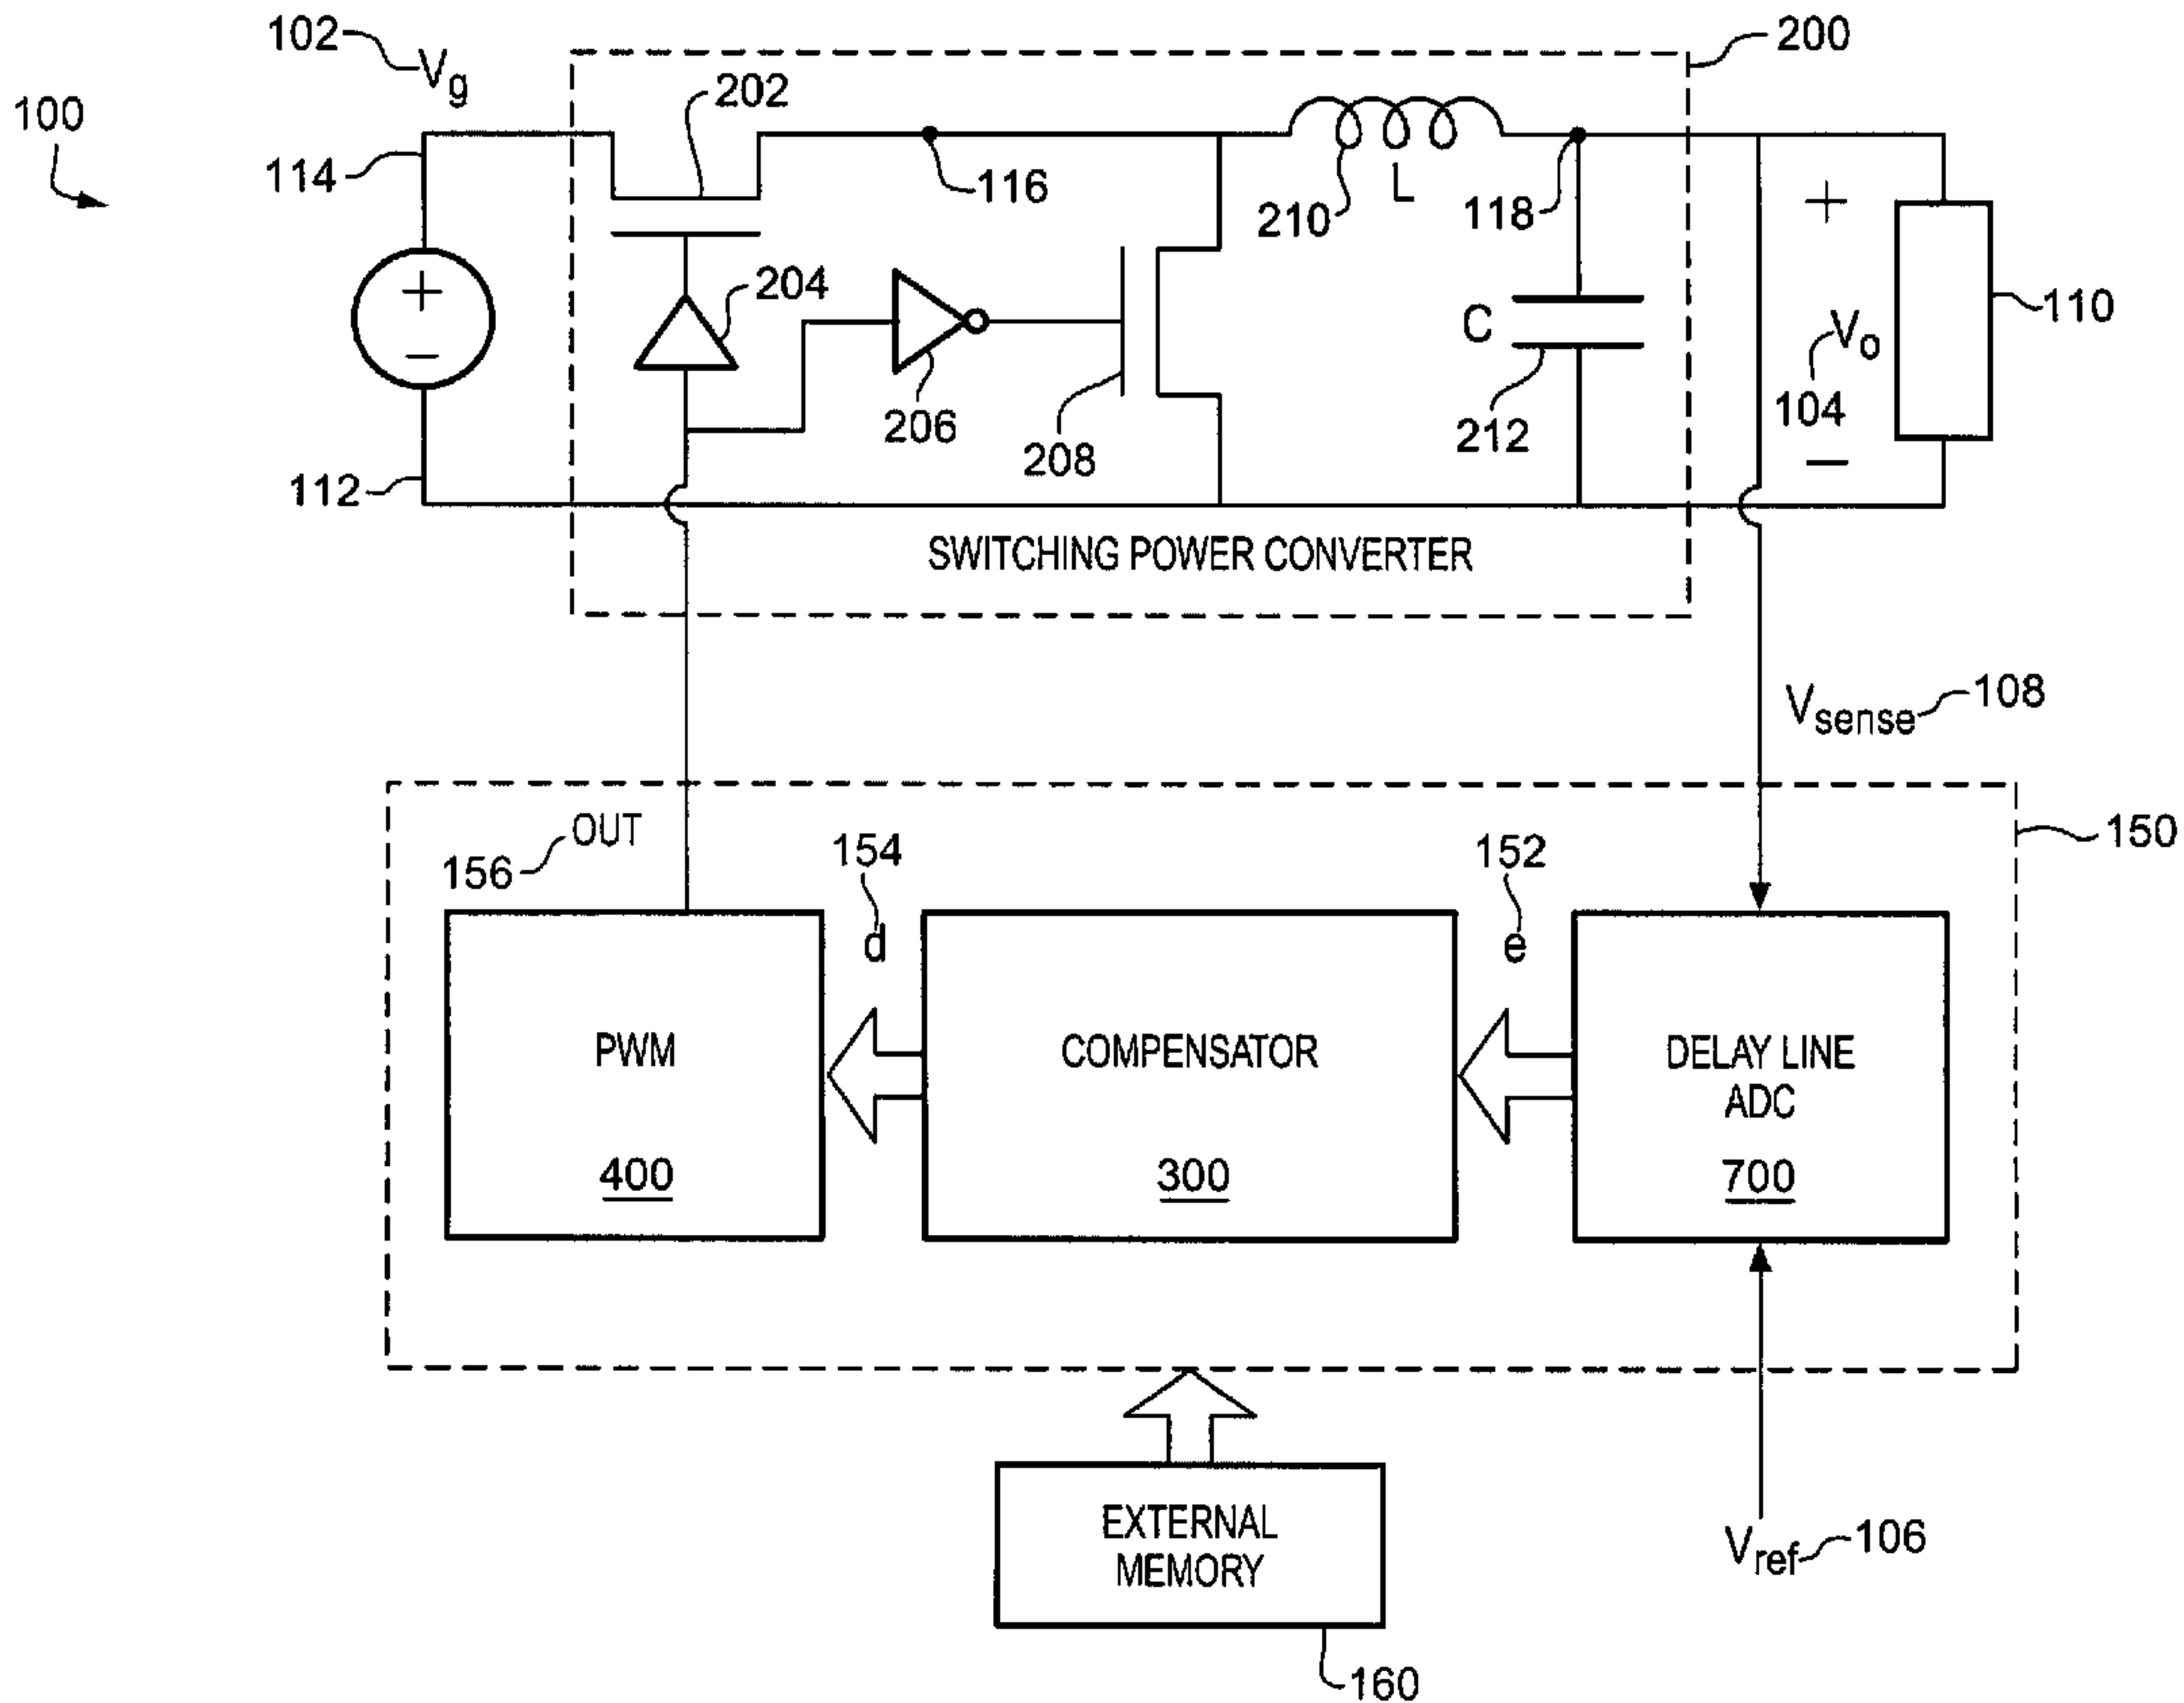 102
Vg
200
100
202
114
116
210
L
118
204
C
110
Vo
206
208
212
104
112
SWITCHING POWER CONVERTER
Vsense
108
156
OUT
154
d
152
e
150
PWM
400
COMPENSATOR
300
DELAY LINE
ADC
700
EXTERNAL
MEMORY
160
Vref
106